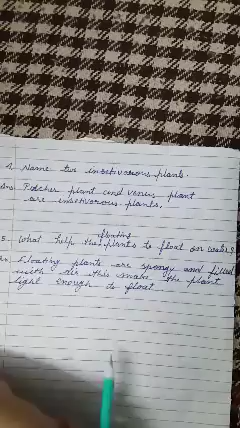 Name two insectivorous plants.
Ans Pitcher plant and venus plant
are insectivorous plants.
floating
5. What help the plants to float on water?
Ans Floating plants are spongy and filled
with air this make the plant
light enough to float